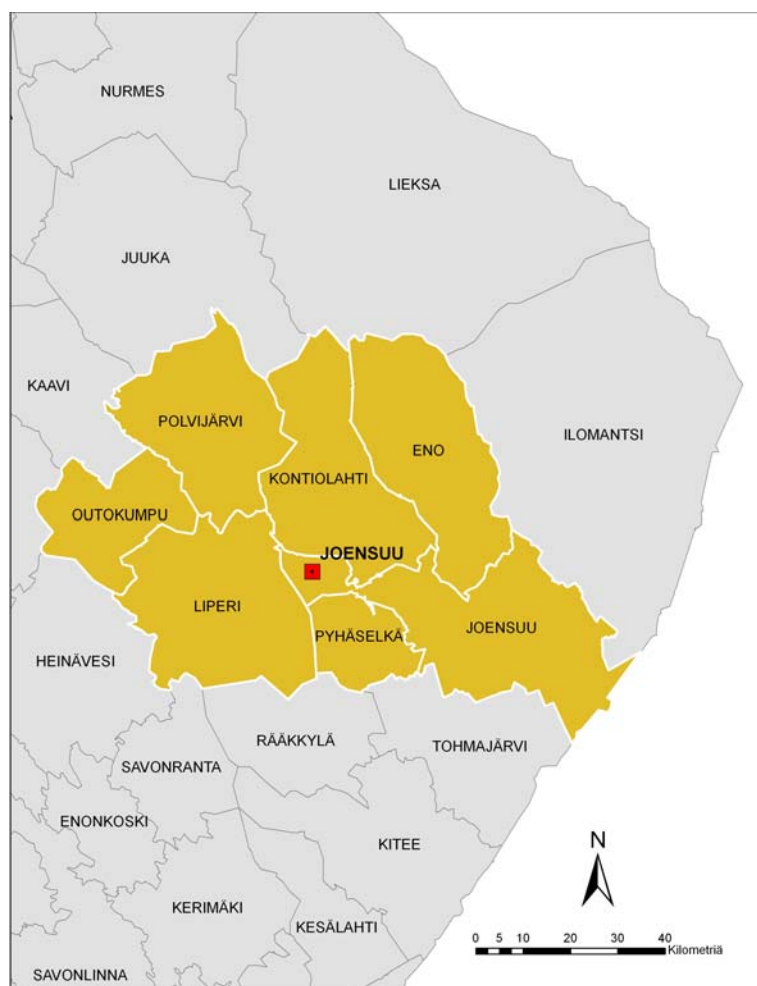 NURMES
LIEKSA
JUUKA
KAAVI
POLVIJÄRVI
ILOMANTSI
ENO
KONTIOLAHTI
OUTOKUMPU
JOENSUU
LIPERI
JOENSUU
PYHÄSELKÄ
HEINÄVESI
RÄÄKKYLÄ
TOHMAJÄRVI
SAVONRANTA
ENONKOSKI
KITEE
N
KERIMÄKI
KESÄLAHTI
0 5 10 20 30 40
Kilometriä
SAVONLINNA